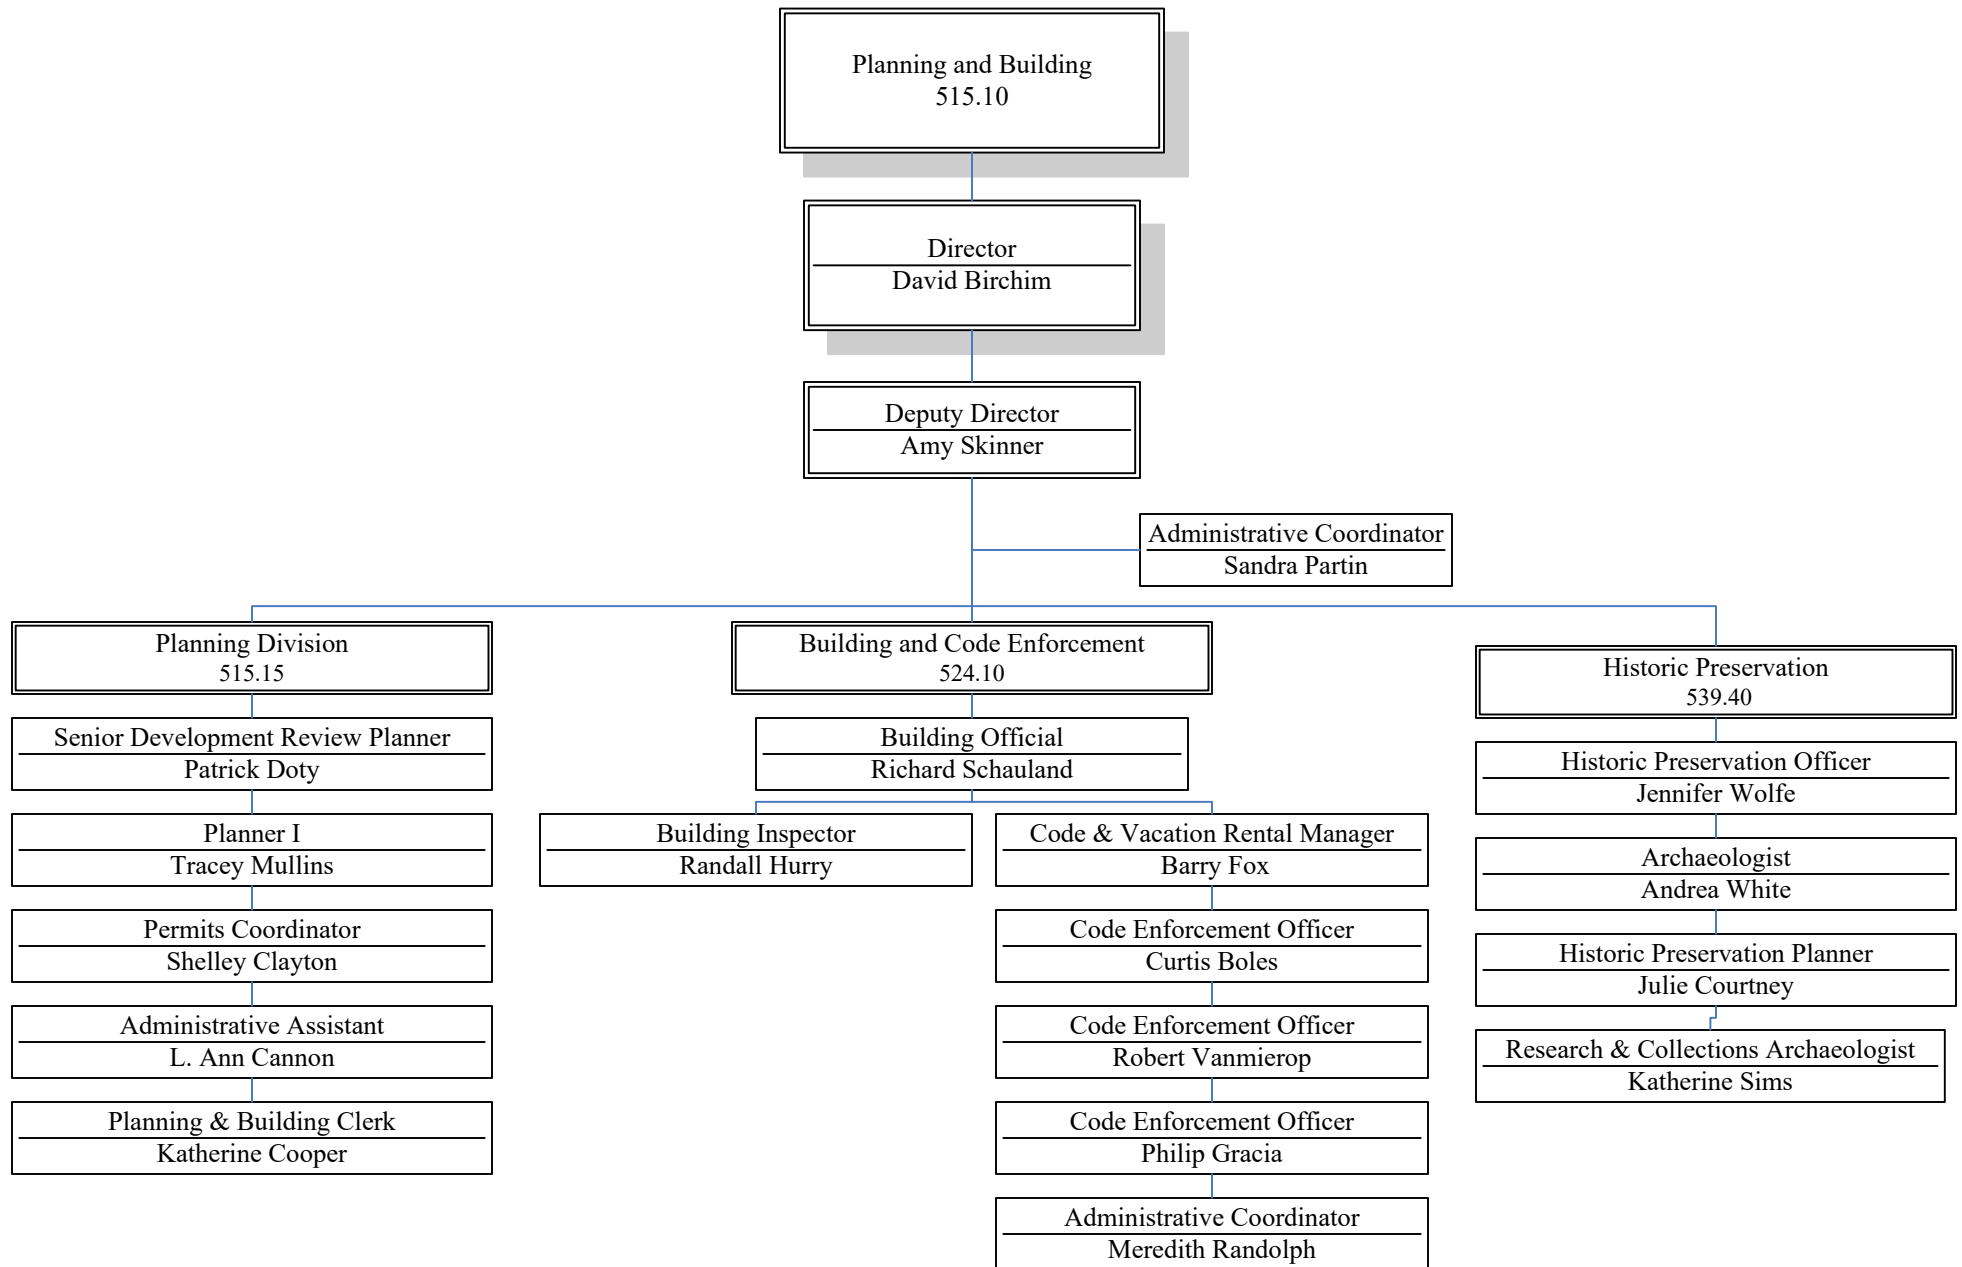 Planning and Building
515.10
Director
David Birchim
Deputy Director
Amy Skinner
Administrative Coordinator
Sandra Partin
Planning Division
515.15
Senior Development Review Planner
Patrick Doty
Planner I
Tracey Mullins
Permits Coordinator
Shelley Clayton
Administrative Assistant
L. Ann Cannon
Planning & Building Clerk
Katherine Cooper
Building and Code Enforcement
524.10
Building Official
Richard Schauland
Building Inspector
Randall Hurry
Code & Vacation Rental Manager
Barry Fox
Code Enforcement Officer
Curtis Boles
Code Enforcement Officer
Robert Vanmierop
Code Enforcement Officer
Philip Gracia
Administrative Coordinator
Meredith Randolph
Historic Preservation
539.40
Historic Preservation Officer
Jennifer Wolfe
Archaeologist
Andrea White
Historic Preservation Planner
Julie Courtney
Research & Collections Archaeologist
Katherine Sims